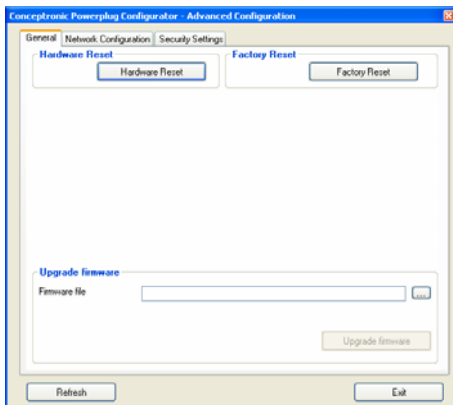 Conceptronic Powerplug Configurator - Advanced Configuration
General Network Configuration Security Settings
Hardware Reset Factory Reset
Hardware Reset Factory Reset
Upgrade firmware
Firmware file ...
Upgrade firmware
Refresh Exit